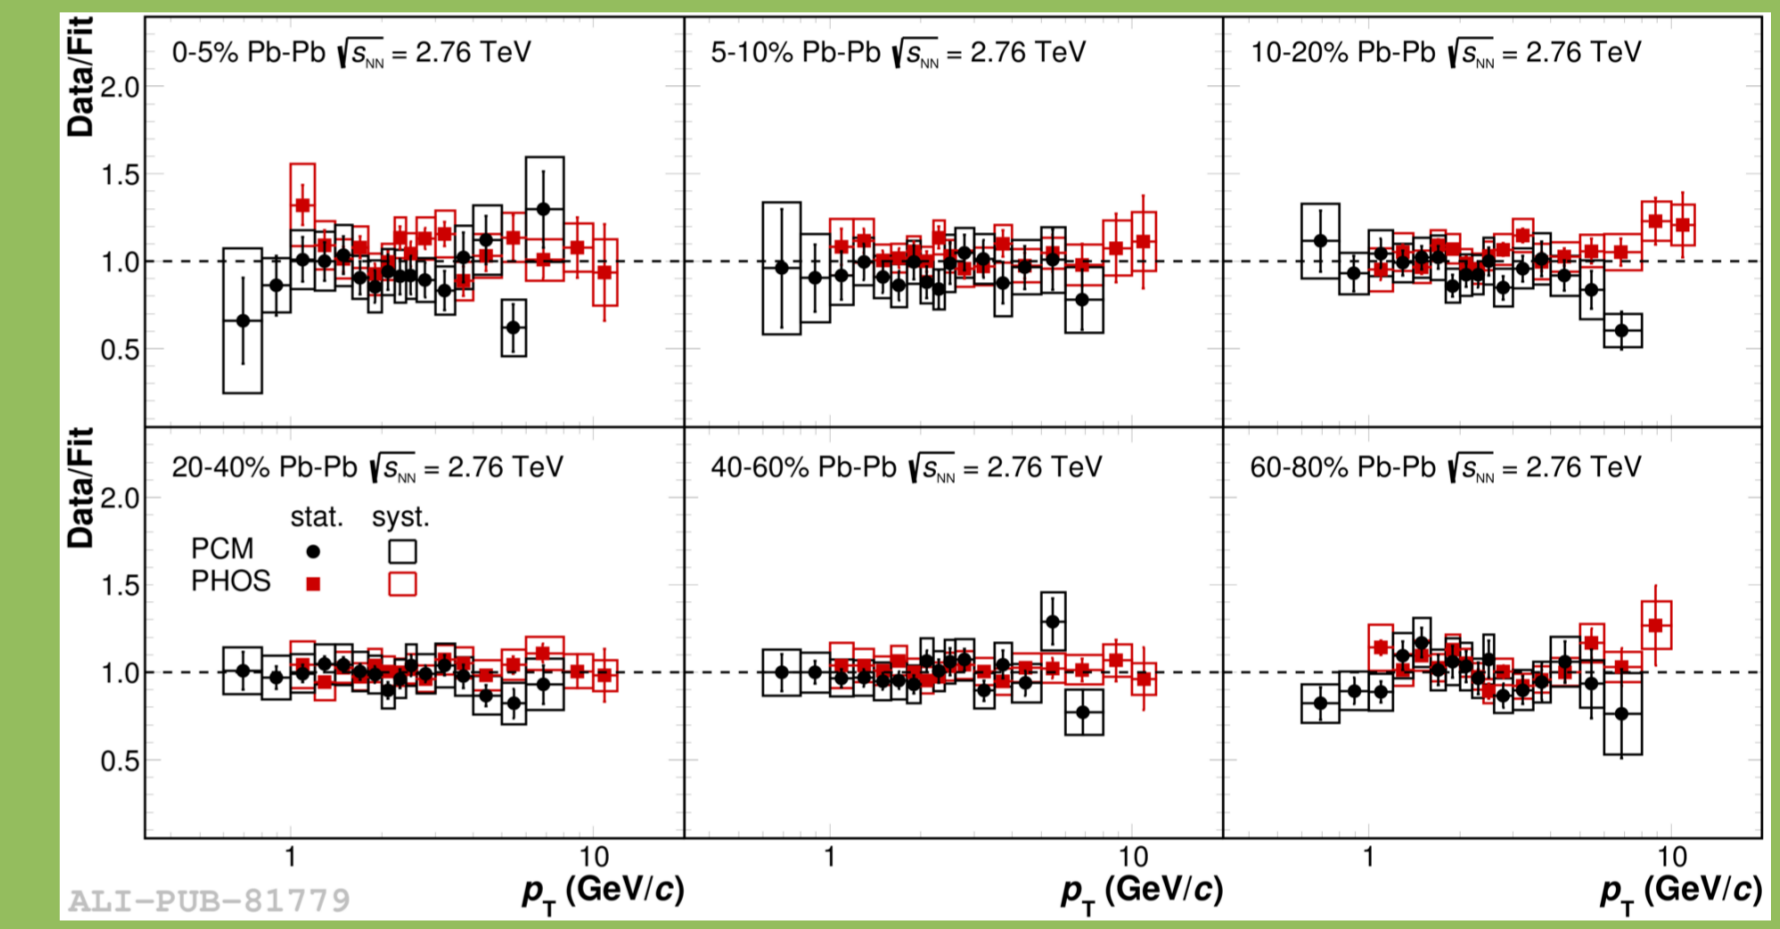 Data/Fit
0-5% Pb-Pb √sNN = 2.76 TeV
5-10% Pb-Pb √sNN = 2.76 TeV
10-20% Pb-Pb √sNN = 2.76 TeV
2.0
1.5
1.0
0.5
Data/Fit
20-40% Pb-Pb √sNN = 2.76 TeV
40-60% Pb-Pb √sNN = 2.76 TeV
60-80% Pb-Pb √sNN = 2.76 TeV
2.0
stat. syst.
PCM
PHOS
1.5
1.0
0.5
1 10 1 10 1 10
pT (GeV/c) pT (GeV/c) pT (GeV/c)
ALI-PUB-81779